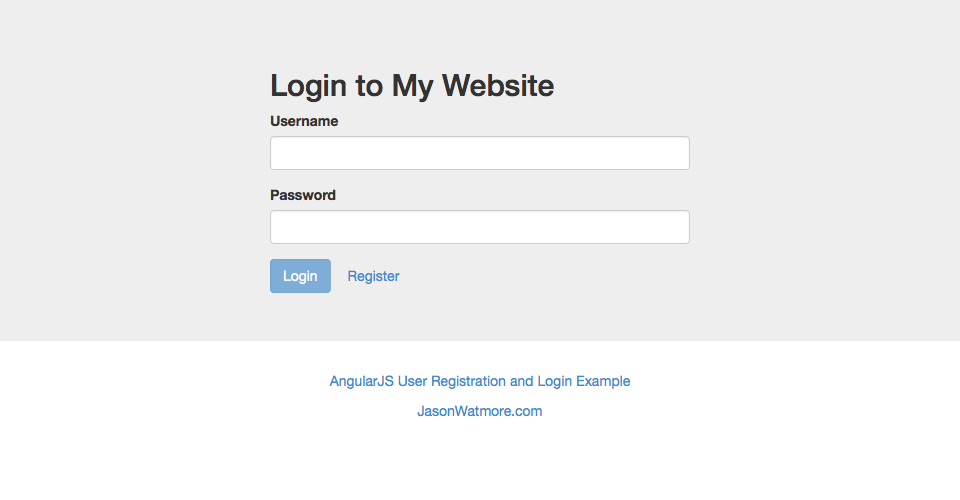 Login to My Website
Username
Password
Login Register
AngularJS User Registration and Login Example
JasonWatmore.com